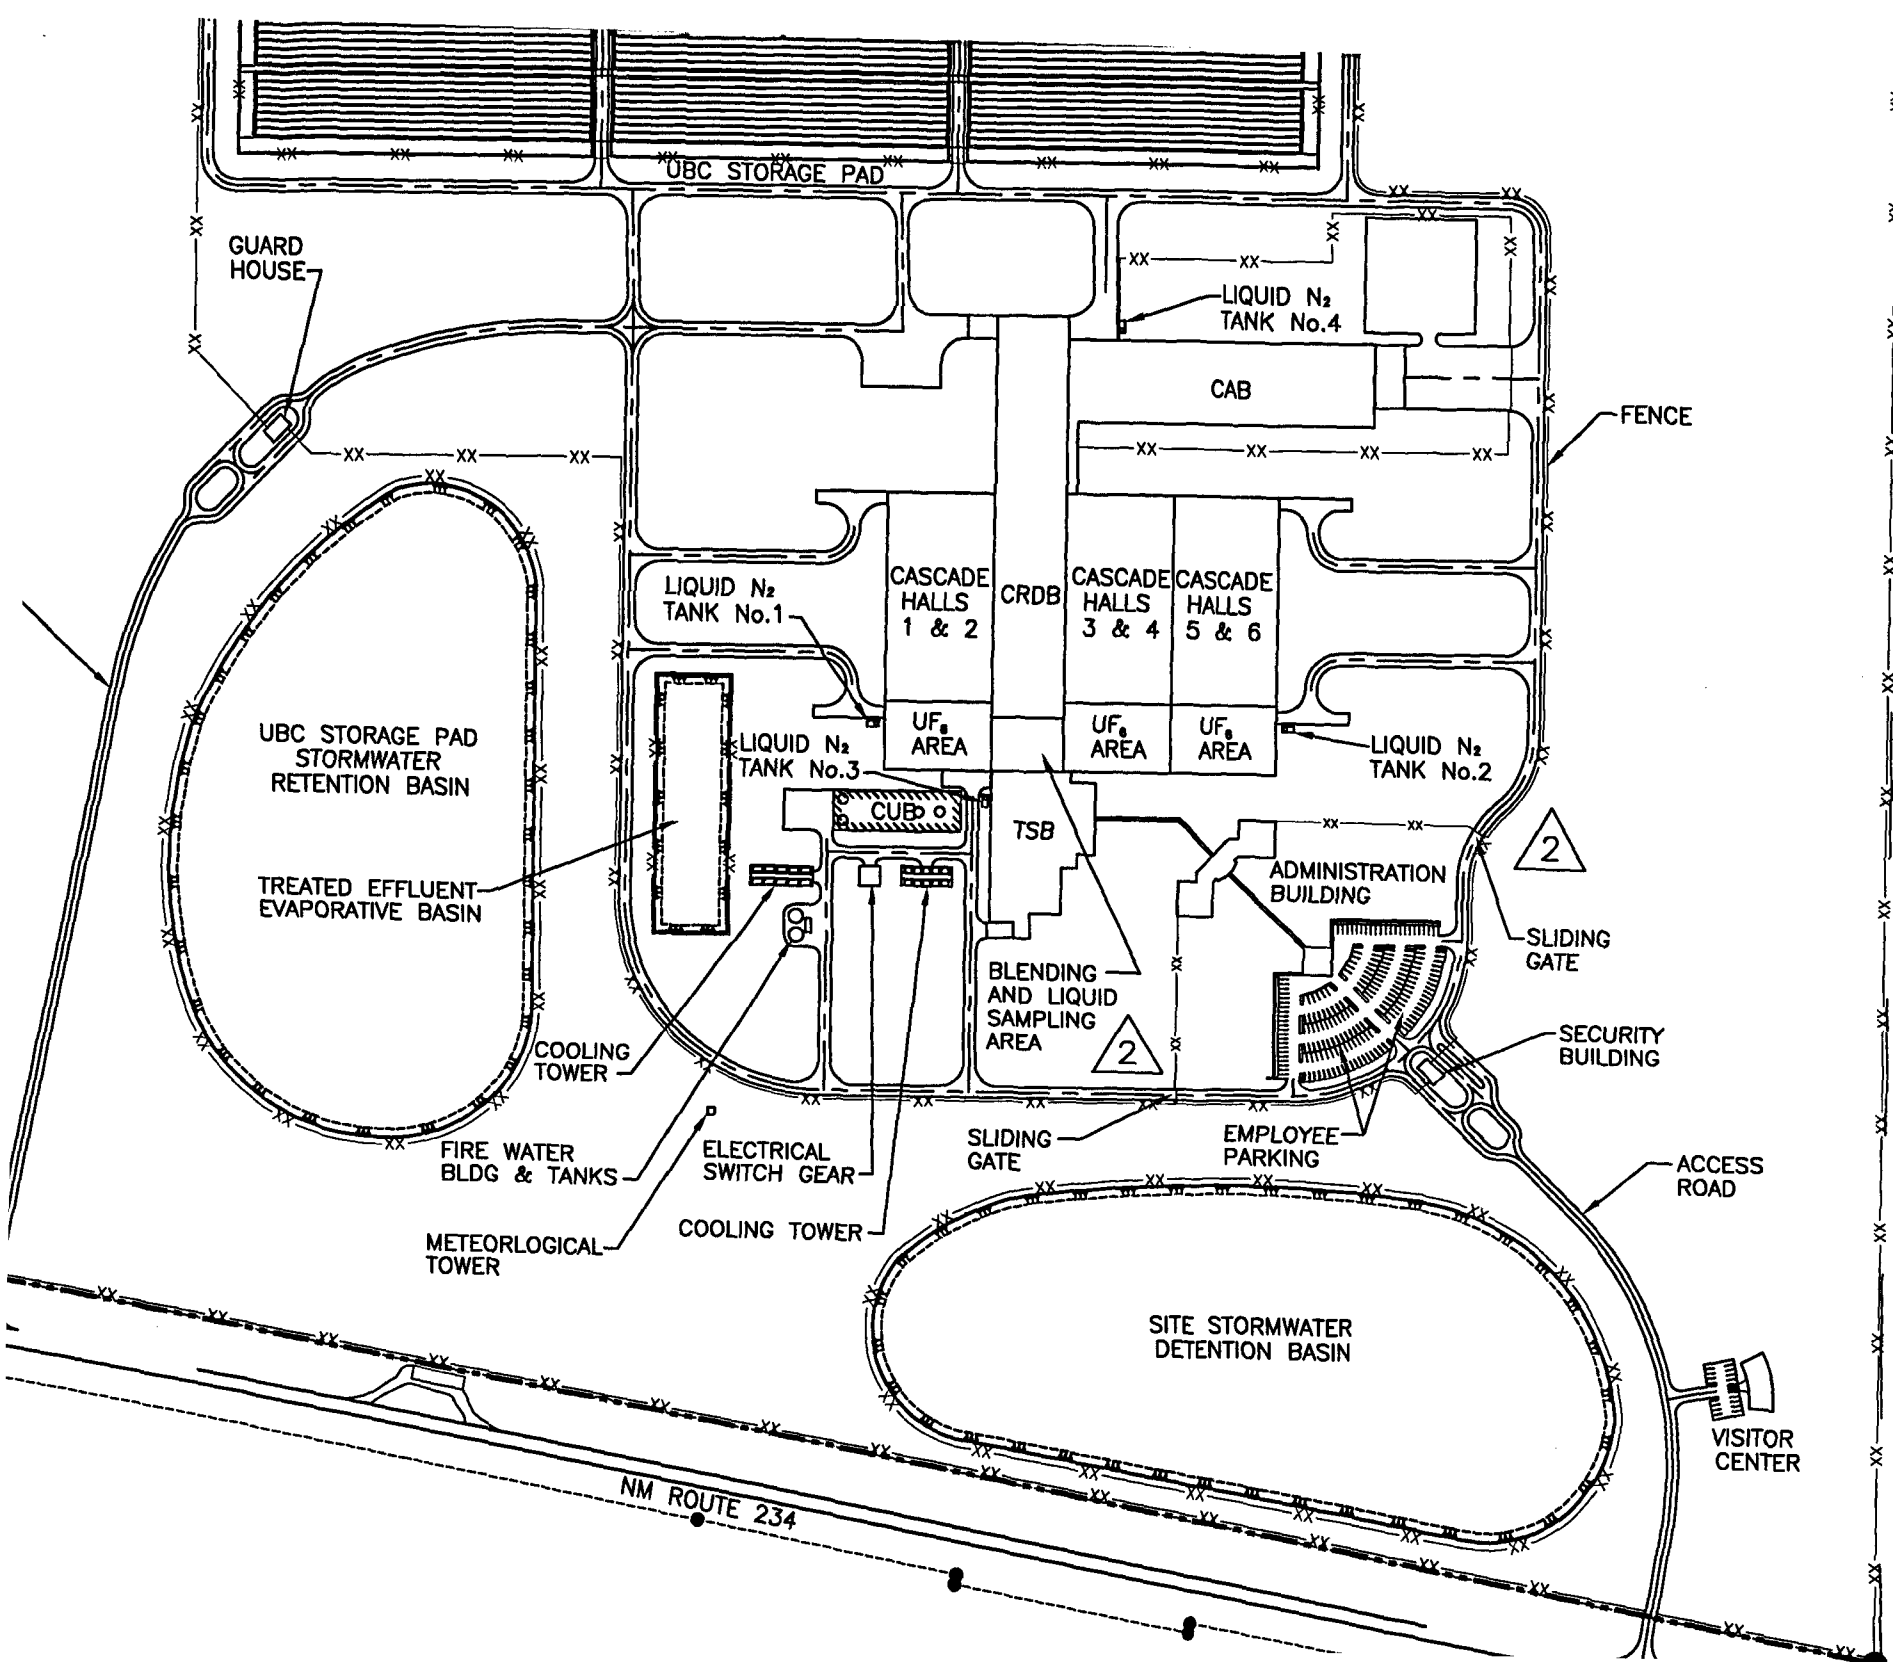 UBC STORAGE PAD
GUARD
HOUSE
LIQUID N₂
TANK No.4
CAB
FENCE
CASCADE
HALLS
1 & 2
CRDB
CASCADE
HALLS
3 & 4
CASCADE
HALLS
5 & 6
LIQUID N₂
TANK No.1
UF₆
AREA
UF₆
AREA
UF₆
AREA
LIQUID N₂
TANK No.2
UBC STORAGE PAD
STORMWATER
RETENTION BASIN
LIQUID N₂
TANK No.3
CUB
TSB
2
TREATED EFFLUENT
EVAPORATIVE BASIN
ADMINISTRATION
BUILDING
SLIDING
GATE
BLENDING
AND LIQUID
SAMPLING
AREA
2
SECURITY
BUILDING
COOLING
TOWER
FIRE WATER
BLDG & TANKS
ELECTRICAL
SWITCH GEAR
SLIDING
GATE
EMPLOYEE
PARKING
ACCESS
ROAD
METEORLOGICAL
TOWER
COOLING TOWER
SITE STORMWATER
DETENTION BASIN
VISITOR
CENTER
NM ROUTE 234